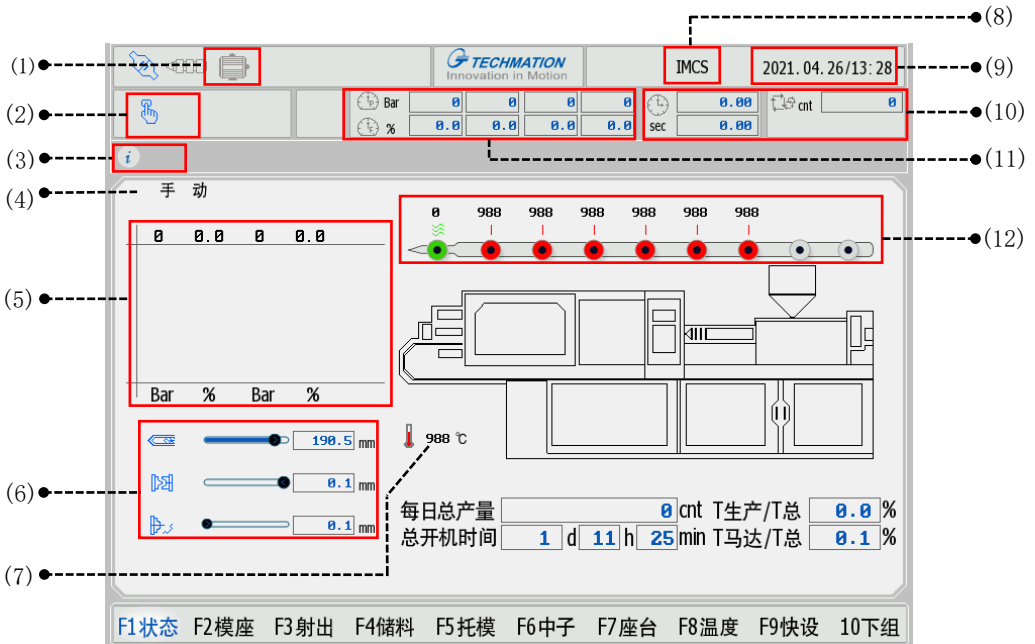 (8)
(1) TECHMATION IMCS 2021.04.26/13:28 (9)
Innovation in Motion
(2) Bar 0 0 0 0 0.00 cnt 0 (10)
% 0.0 0.0 0.0 0.0 sec 0.00
(3) i (11)
(4) 手 动
0 988 988 988 988 988 988
(12)
0 0.0 0 0.0
(5)
Bar % Bar %
190.5 mm 988 ℃
(6) 0.1 mm
0.1 mm
每日总产量 0 cnt T生产/T总 0.0 %
总开机时间 1 d 11 h 25 min T马达/T总 0.1 %
(7)
F1状态 F2模座 F3射出 F4储料 F5托模 F6中子 F7座台 F8温度 F9快设 10下组